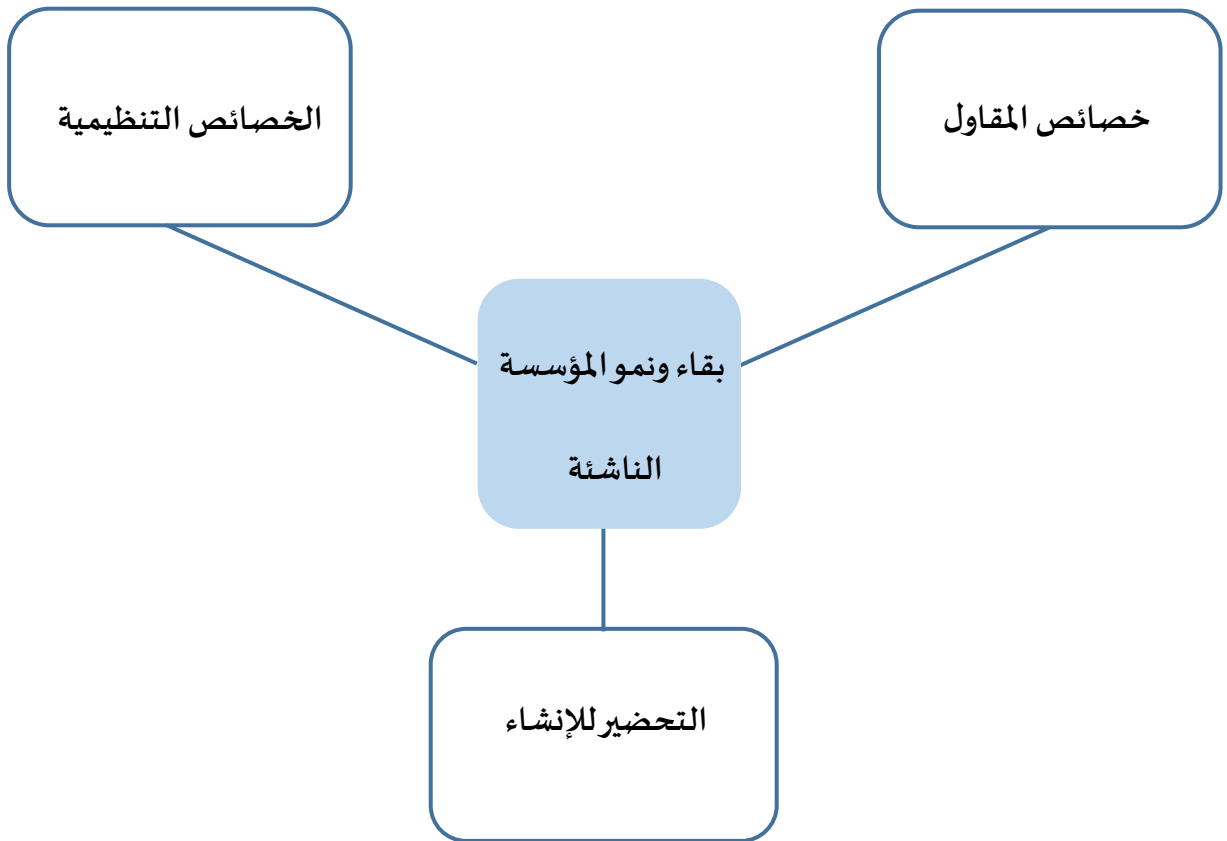 خصائص المقاول
الخصائص التنظيمية
بقاء ونمو المؤسسة
الناشئة
التحضير للإنشاء